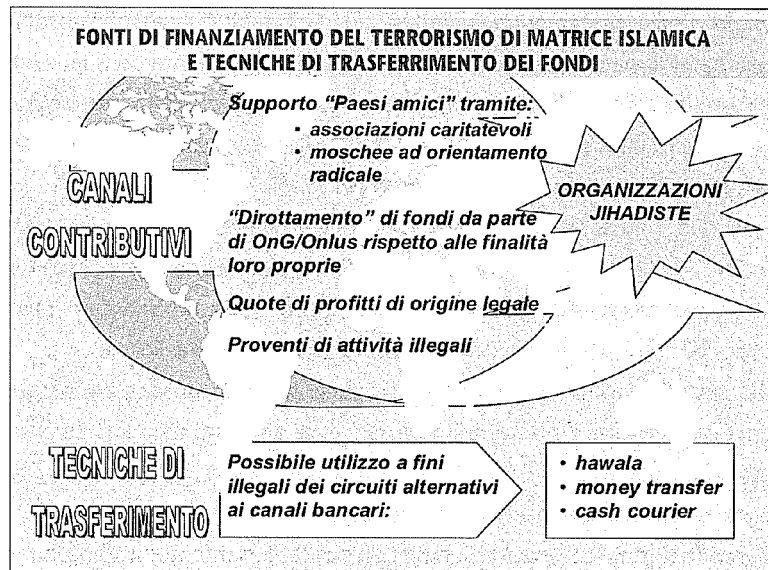 FONTI DI FINANZIAMENTO DEL TERRORISMO DI MATRICE ISLAMICA
E TECNICHE DI TRASFERRIMENTO DEI FONDI
Supporto “Paesi amici” tramite:
• associazioni caritatevoli
• moschee ad orientamento
radicale
CANALI
CONTRIBUTIVI
“Dirottamento” di fondi da parte
di OnG/Onlus rispetto alle finalità
loro proprie
Quote di profitti di origine legale
Proventi di attività illegali
ORGANIZZAZIONI
JIHADISTE
TECNICHE DI
TRASFERIMENTO
Possibile utilizzo a fini
illegali dei circuiti alternativi
ai canali bancari:
• hawala
• money transfer
• cash courier